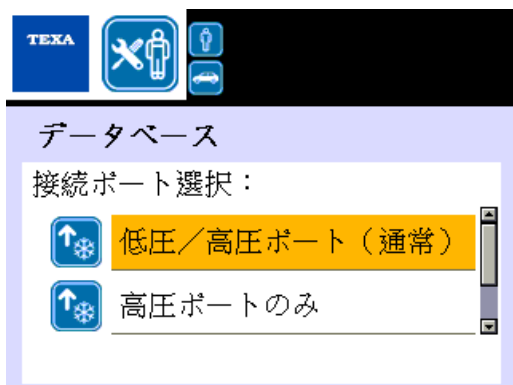 TEXA
データベース
接続ポート選択：
低圧／高圧ポート（通常）
高圧ポートのみ